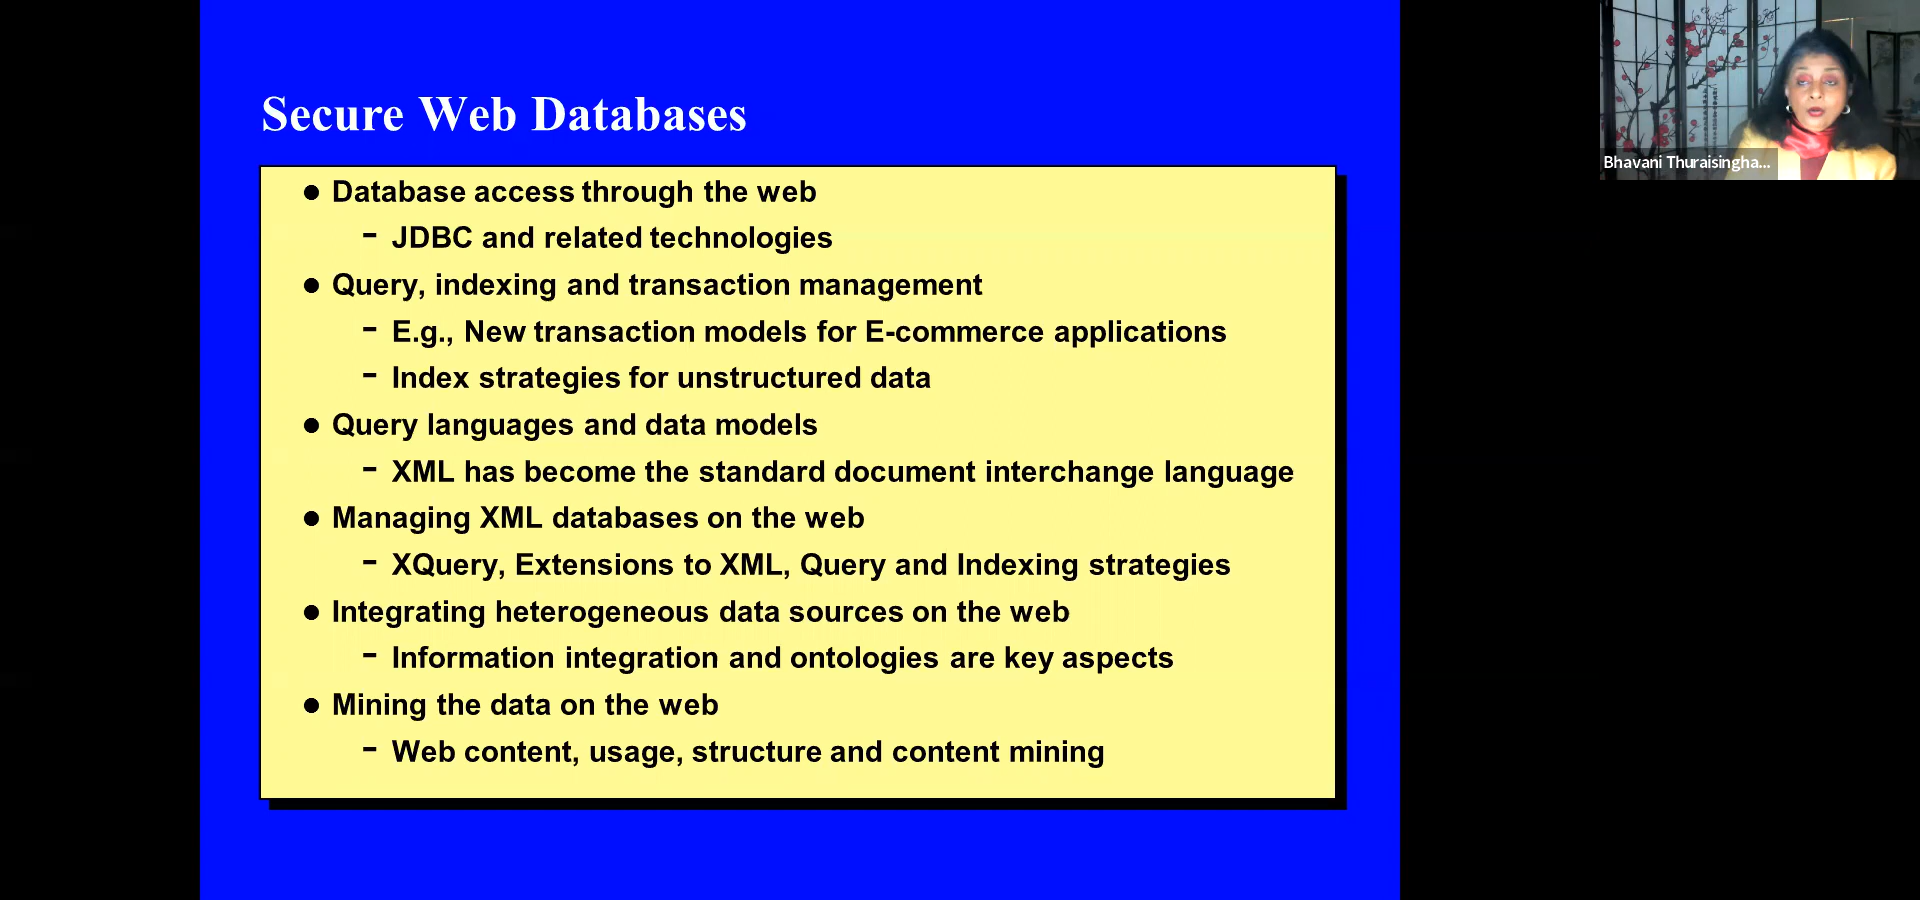 Secure Web Databases
● Database access through the web
- JDBC and related technologies
● Query, indexing and transaction management
- E.g., New transaction models for E-commerce applications
- Index strategies for unstructured data
● Query languages and data models
- XML has become the standard document interchange language
● Managing XML databases on the web
- XQuery, Extensions to XML, Query and Indexing strategies
● Integrating heterogeneous data sources on the web
- Information integration and ontologies are key aspects
● Mining the data on the web
- Web content, usage, structure and content mining
Bhavani Thuraisingha...